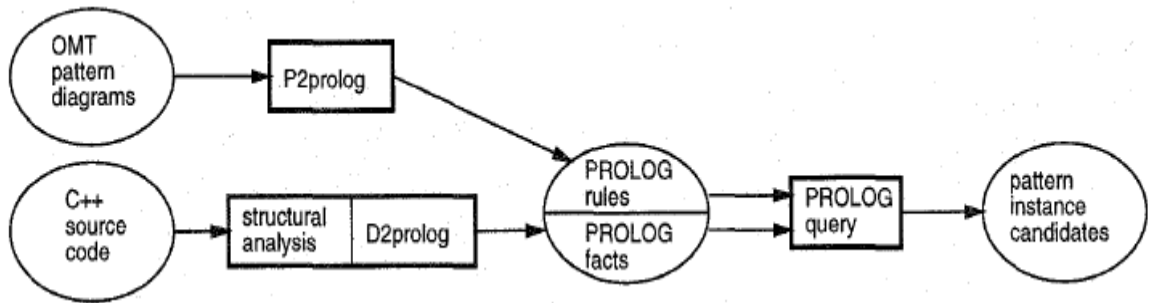 OMT
pattern
diagrams
P2prolog
C++
source
code
structural
analysis
D2prolog
PROLOG
rules
PROLOG
facts
PROLOG
query
pattern
instance
candidates